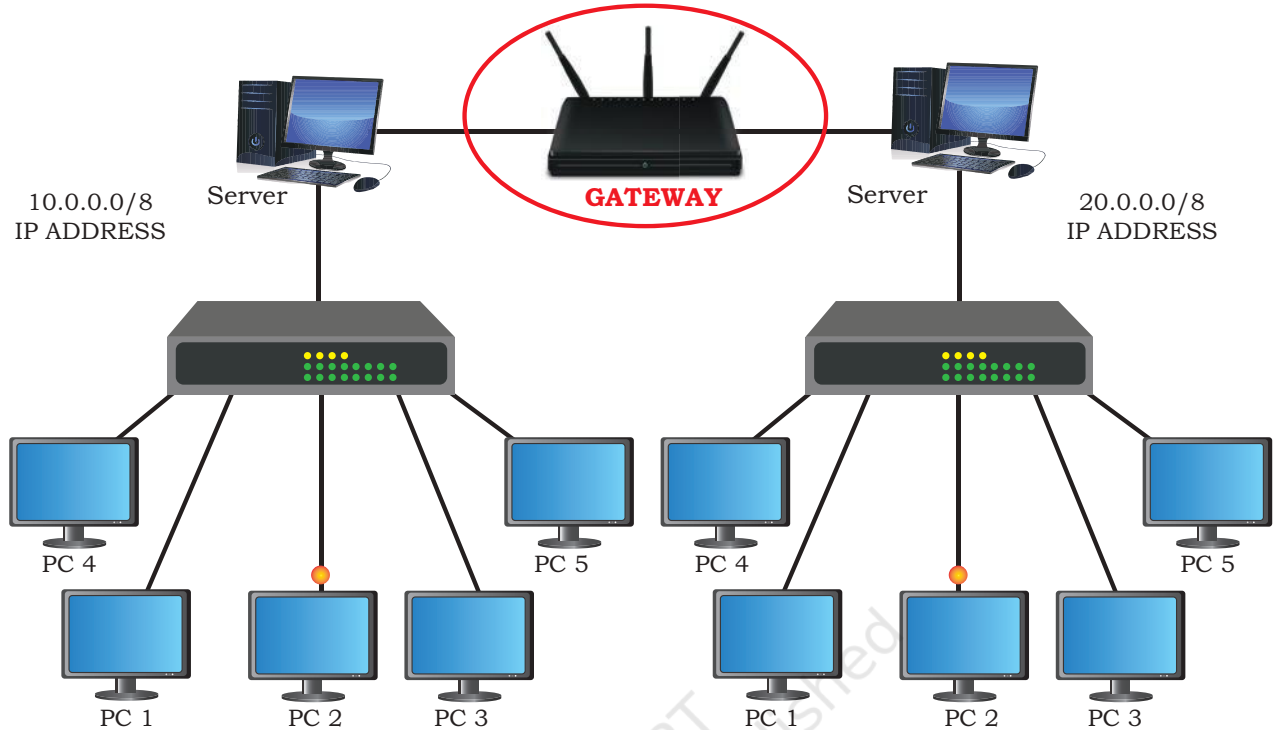 GATEWAY
Server
Server
10.0.0.0/8
IP ADDRESS
20.0.0.0/8
IP ADDRESS
PC 4
PC 5
PC 4
PC 5
PC 1
PC 2
PC 3
PC 1
PC 2
PC 3